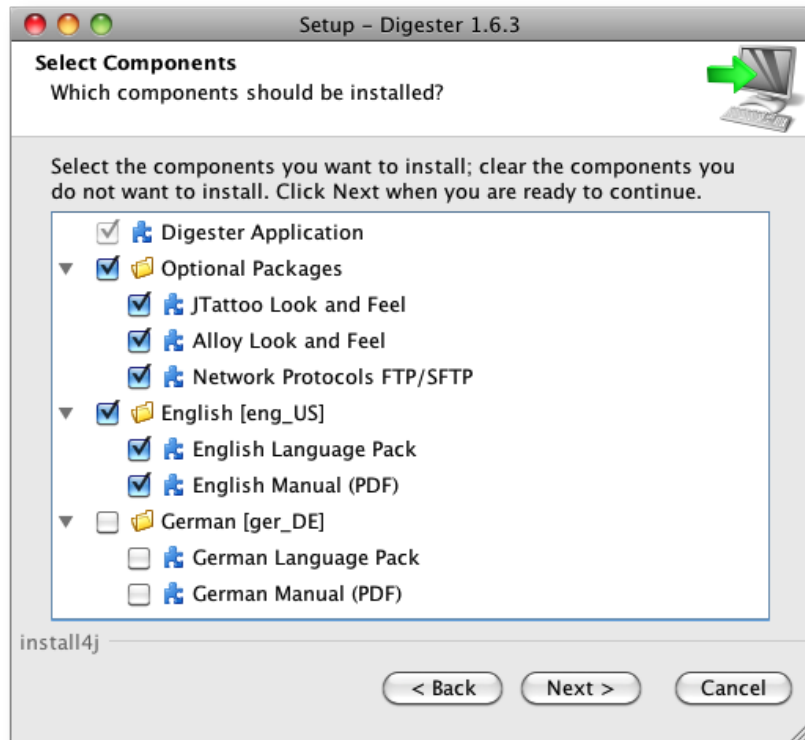 Setup – Digester 1.6.3
Select Components
Which components should be installed?
Select the components you want to install; clear the components you
do not want to install. Click Next when you are ready to continue.
Digester Application
Optional Packages
JTattoo Look and Feel
Alloy Look and Feel
Network Protocols FTP/SFTP
English [eng_US]
English Language Pack
English Manual (PDF)
German [ger_DE]
German Language Pack
German Manual (PDF)
install4j
< Back Next > Cancel